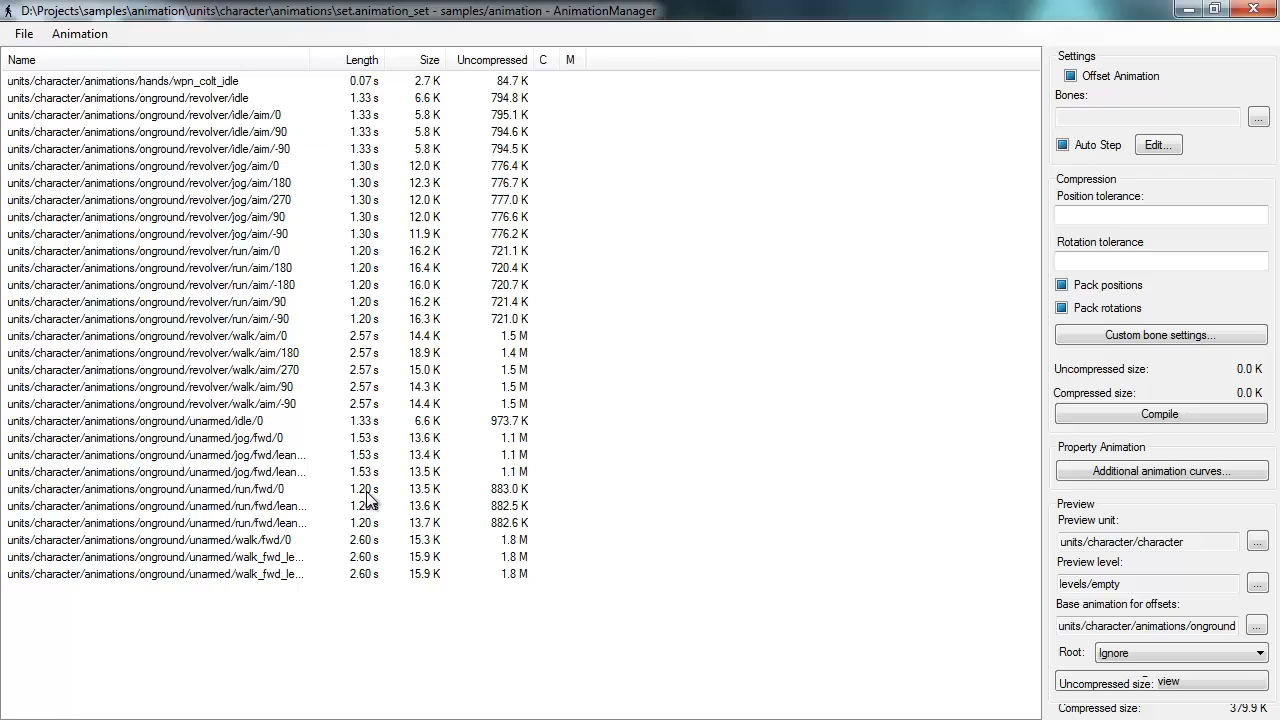 D:\Projects\samples\animation\units\character\animations\set.animation_set - samples/animation - AnimationManager
File Animation
Name Length Size Uncompressed C M
units/character/animations/hands/wpn_colt_idle 0.07 s 2.7 K 84.7 K
units/character/animations/onground/revolver/idle 1.33 s 6.6 K 794.8 K
units/character/animations/onground/revolver/idle/aim/0 1.33 s 5.8 K 795.1 K
units/character/animations/onground/revolver/idle/aim/90 1.33 s 5.8 K 794.6 K
units/character/animations/onground/revolver/idle/aim/-90 1.33 s 5.8 K 794.5 K
units/character/animations/onground/revolver/jog/aim/0 1.30 s 12.0 K 776.4 K
units/character/animations/onground/revolver/jog/aim/180 1.30 s 12.3 K 776.7 K
units/character/animations/onground/revolver/jog/aim/270 1.30 s 12.0 K 777.0 K
units/character/animations/onground/revolver/jog/aim/90 1.30 s 12.0 K 776.6 K
units/character/animations/onground/revolver/jog/aim/-90 1.30 s 11.9 K 776.2 K
units/character/animations/onground/revolver/run/aim/0 1.20 s 16.2 K 721.1 K
units/character/animations/onground/revolver/run/aim/180 1.20 s 16.4 K 720.4 K
units/character/animations/onground/revolver/run/aim/-180 1.20 s 16.0 K 720.7 K
units/character/animations/onground/revolver/run/aim/90 1.20 s 16.2 K 721.4 K
units/character/animations/onground/revolver/run/aim/-90 1.20 s 16.3 K 721.0 K
units/character/animations/onground/revolver/walk/aim/0 2.57 s 14.4 K 1.5 M
units/character/animations/onground/revolver/walk/aim/180 2.57 s 18.9 K 1.4 M
units/character/animations/onground/revolver/walk/aim/270 2.57 s 15.0 K 1.5 M
units/character/animations/onground/revolver/walk/aim/90 2.57 s 14.3 K 1.5 M
units/character/animations/onground/revolver/walk/aim/-90 2.57 s 14.4 K 1.5 M
units/character/animations/onground/unarmed/idle/0 1.33 s 6.6 K 973.7 K
units/character/animations/onground/unarmed/jog/fwd/0 1.53 s 13.6 K 1.1 M
units/character/animations/onground/unarmed/jog/fwd/lean... 1.53 s 13.4 K 1.1 M
units/character/animations/onground/unarmed/jog/fwd/lean... 1.53 s 13.5 K 1.1 M
units/character/animations/onground/unarmed/run/fwd/0 1.20 s 13.5 K 883.0 K
units/character/animations/onground/unarmed/run/fwd/lean... 1.20 s 13.6 K 882.5 K
units/character/animations/onground/unarmed/run/fwd/lean... 1.20 s 13.7 K 882.6 K
units/character/animations/onground/unarmed/walk/fwd/0 2.60 s 15.3 K 1.8 M
units/character/animations/onground/unarmed/walk_fwd_le... 2.60 s 15.9 K 1.8 M
units/character/animations/onground/unarmed/walk_fwd_le... 2.60 s 15.9 K 1.8 M
Settings
Offset Animation
Bones:
...
Auto Step Edit...
Compression
Position tolerance:
Rotation tolerance
Pack positions
Pack rotations
Custom bone settings...
Uncompressed size: 0.0 K
Compressed size: 0.0 K
Compile
Property Animation
Additional animation curves...
Preview
Preview unit:
units/character/character ...
Preview level:
levels/empty ...
Base animation for offsets:
units/character/animations/onground ...
Root: Ignore
Uncompressed size: view
Compressed size: 379.9 K